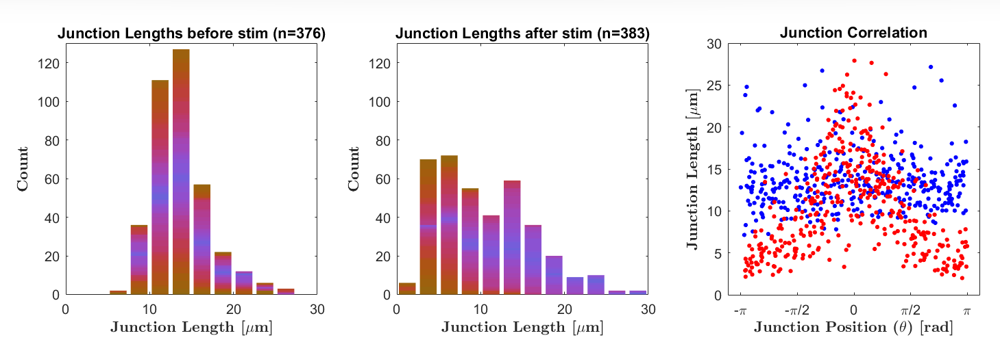 Junction Lengths before stim (n=376)
120
100
80
60
40
20
0
Count
0 10 20 30
Junction Length [μm]
Junction Lengths after stim (n=383)
120
100
80
60
40
20
0
Count
0 10 20 30
Junction Length [μm]
Junction Correlation
30
25
20
15
10
5
0
Junction Length [μm]
-π -π/2 0 π/2 π
Junction Position (θ) [rad]